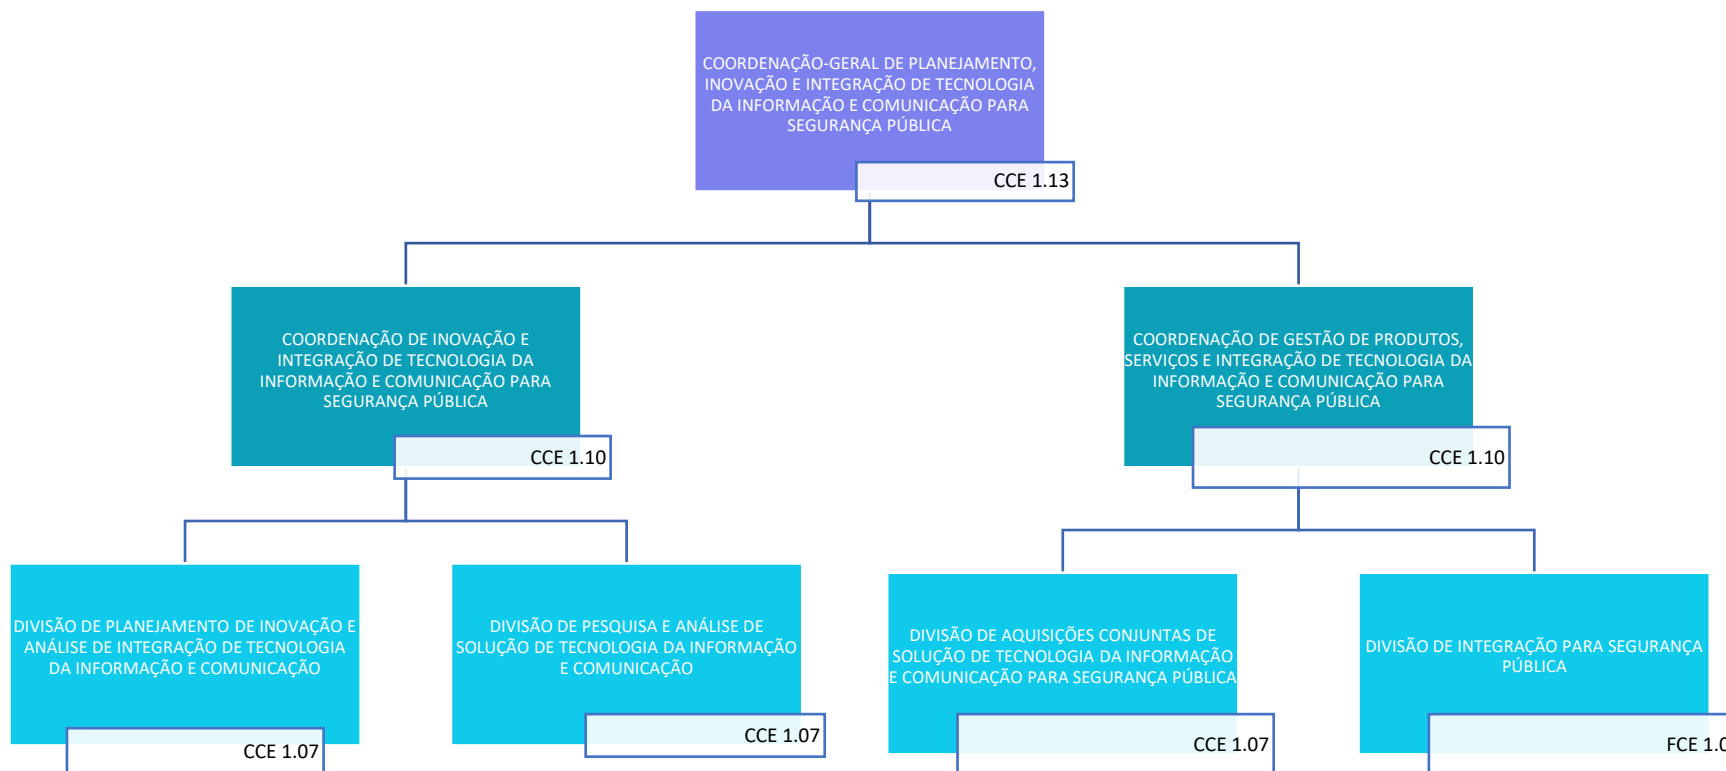 COORDENAÇÃO-GERAL DE PLANEJAMENTO,
INOVAÇÃO E INTEGRAÇÃO DE TECNOLOGIA
DA INFORMAÇÃO E COMUNICAÇÃO PARA
SEGURANÇA PÚBLICA
CCE 1.13
COORDENAÇÃO DE INOVAÇÃO E
INTEGRAÇÃO DE TECNOLOGIA DA
INFORMAÇÃO E COMUNICAÇÃO PARA
SEGURANÇA PÚBLICA
CCE 1.10
COORDENAÇÃO DE GESTÃO DE PRODUTOS,
SERVIÇOS E INTEGRAÇÃO DE TECNOLOGIA DA
INFORMAÇÃO E COMUNICAÇÃO PARA
SEGURANÇA PÚBLICA
CCE 1.10
DIVISÃO DE PLANEJAMENTO DE INOVAÇÃO E
ANÁLISE DE INTEGRAÇÃO DE TECNOLOGIA
DA INFORMAÇÃO E COMUNICAÇÃO
CCE 1.07
DIVISÃO DE PESQUISA E ANÁLISE DE
SOLUÇÃO DE TECNOLOGIA DA INFORMAÇÃO
E COMUNICAÇÃO
CCE 1.07
DIVISÃO DE AQUISIÇÕES CONJUNTAS DE
SOLUÇÃO DE TECNOLOGIA DA INFORMAÇÃO
E COMUNICAÇÃO PARA SEGURANÇA PÚBLICA
CCE 1.07
DIVISÃO DE INTEGRAÇÃO PARA SEGURANÇA
PÚBLICA
FCE